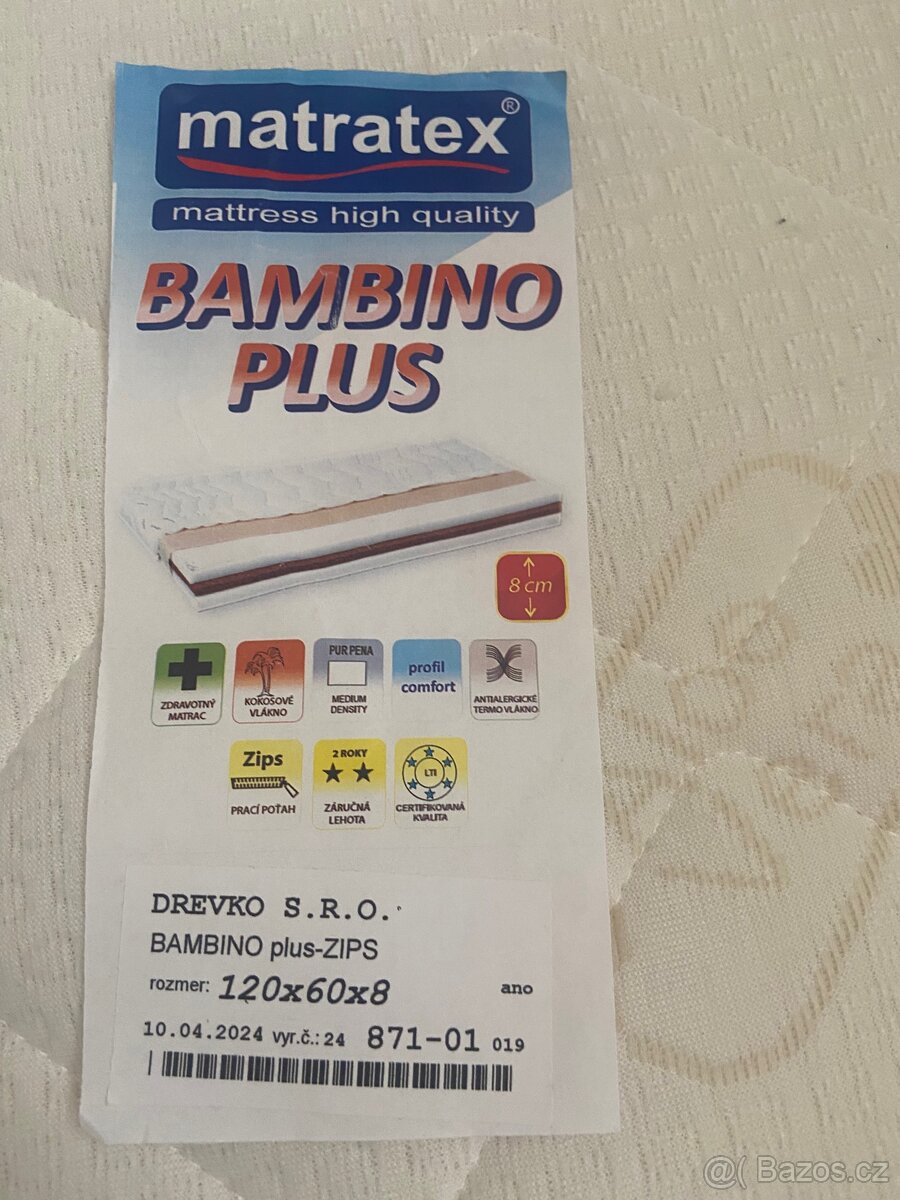 matratex®
mattress high quality
BAMBINO
PLUS
8 cm
ZDRAVOTNÝ
MATRAC
KOKOSOVÉ
VLÁKNO
PUR PENA
MEDIUM
DENSITY
profil
comfort
ANTIALERGICKÉ
TERMO VLÁKNO
Zips
PRACÍ POŤAH
2 ROKY
ZÁRUČNÁ
LEHOTA
LTI
CERTIFIKOVANÁ
KVALITA
DREVKO S.R.O.
BAMBINO plus-ZIPS
rozmer: 120x60x8 ano
10.04.2024 vyr.č.: 24 871-01 019
@( Bazos.cz